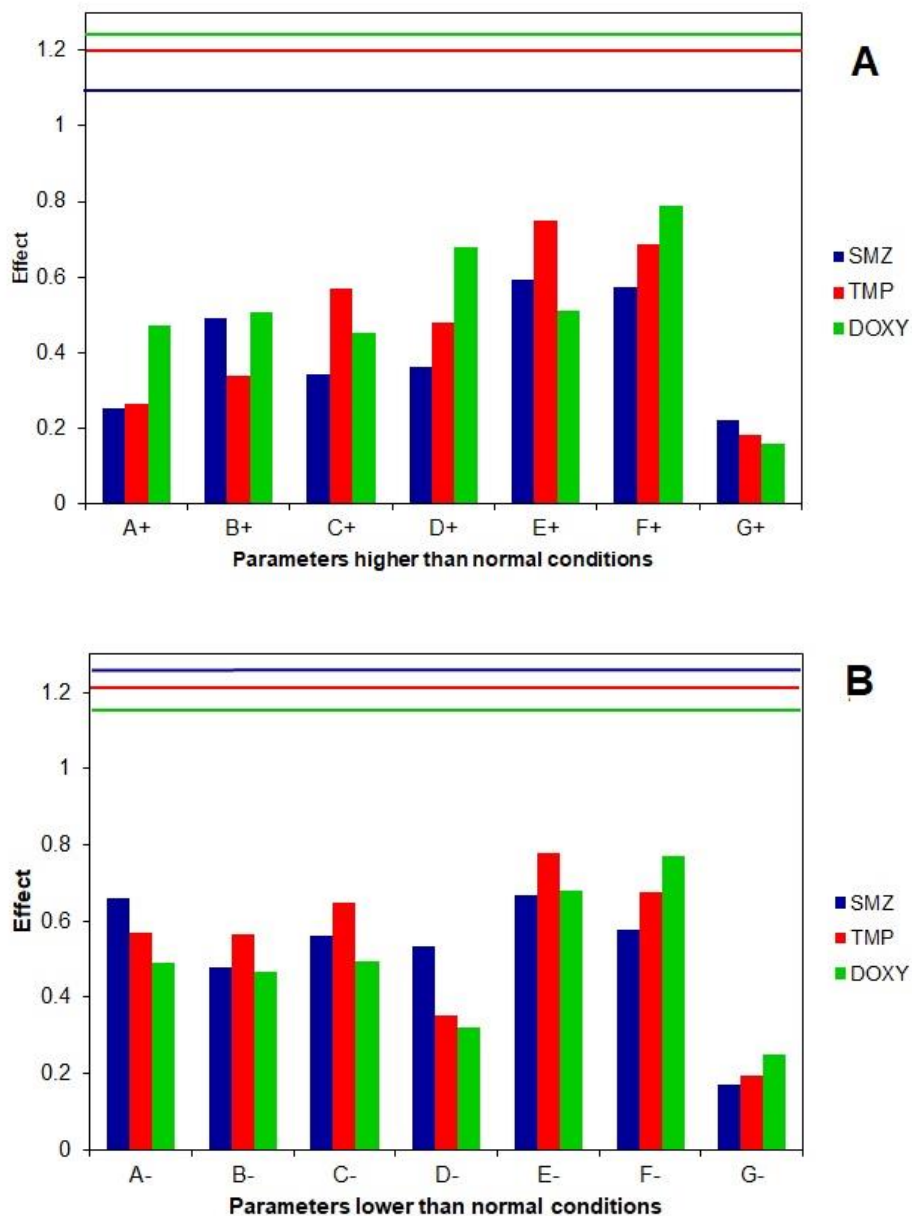 A
1.2
1
0.8
0.6
0.4
0.2
0
Effect
SMZ
TMP
DOXY
A+ B+ C+ D+ E+ F+ G+
Parameters higher than normal conditions
B
1.2
1
0.8
0.6
0.4
0.2
0
Effect
SMZ
TMP
DOXY
A- B- C- D- E- F- G-
Parameters lower than normal conditions